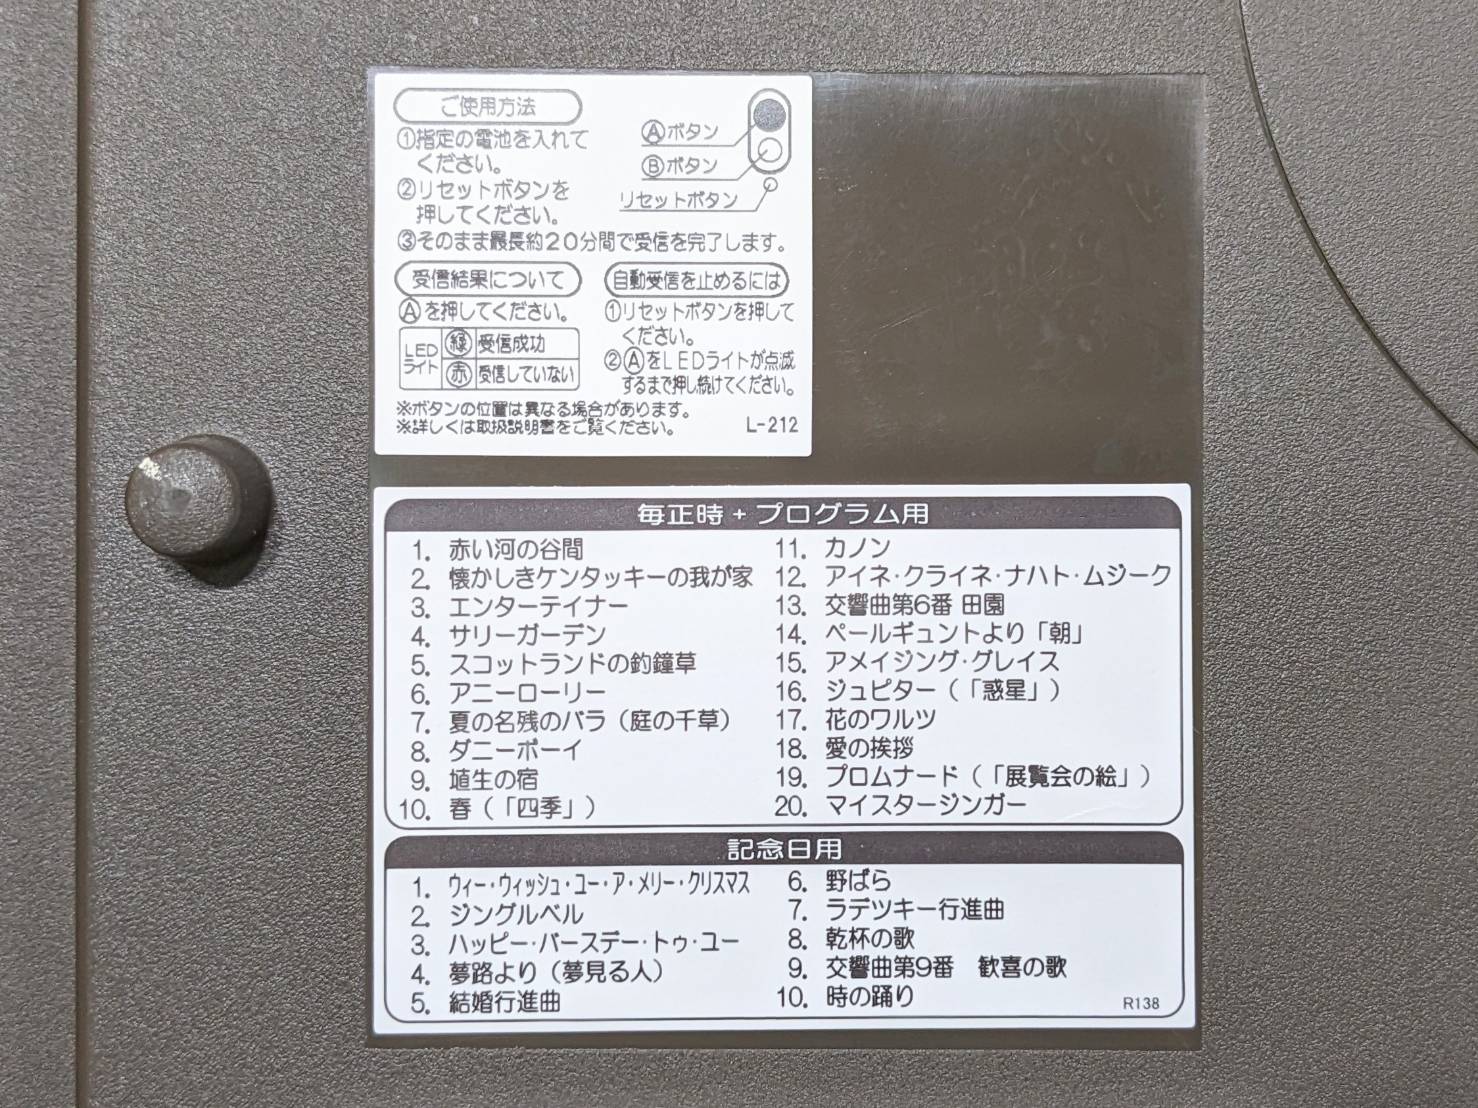 ご使用方法
①指定の電池を入れて
ください。
②リセットボタンを
押してください。
Ⓐボタン
Ⓑボタン
リセットボタン
③そのまま最長約20分間で受信を完了します。
受信結果について
Ⓐを押してください。
LEDライト
緑 受信成功
赤 受信していない
自動受信を止めるには
①リセットボタンを押して
ください。
②ⒶをLEDライトが点滅
するまで押し続けてください。
※ボタンの位置は異なる場合があります。
※詳しくは取扱説明書をご覧ください。
L-212
毎正時+プログラム用
1. 赤い河の谷間
2. 懐かしきケンタッキーの我が家
3. エンターテイナー
4. サリーガーデン
5. スコットランドの釣鐘草
6. アニーローリー
7. 夏の名残のバラ(庭の千草)
8. ダニーボーイ
9. 埴生の宿
10. 春(「四季」)
11. カノン
12. アイネ・クライネ・ナハト・ムジーク
13. 交響曲第6番 田園
14. ペールギュントより「朝」
15. アメイジング・グレイス
16. ジュピター(「惑星」)
17. 花のワルツ
18. 愛の挨拶
19. プロムナード(「展覧会の絵」)
20. マイスタージンガー
記念日用
1. ウィー・ウィッシュ・ユー・ア・メリー・クリスマス
2. ジングルベル
3. ハッピー・バースデー・トゥ・ユー
4. 夢路より(夢見る人)
5. 結婚行進曲
6. 野ばら
7. ラデツキー行進曲
8. 乾杯の歌
9. 交響曲第9番 歓喜の歌
10. 時の踊り
R138